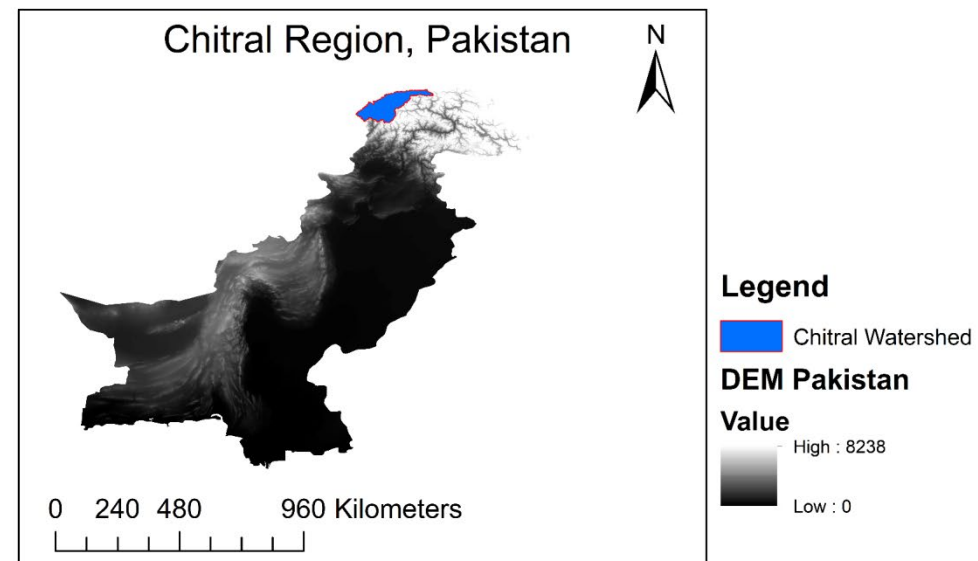 Chitral Region, Pakistan
N
0 240 480 960 Kilometers
Legend
Chitral Watershed
DEM Pakistan
Value
High : 8238
Low : 0